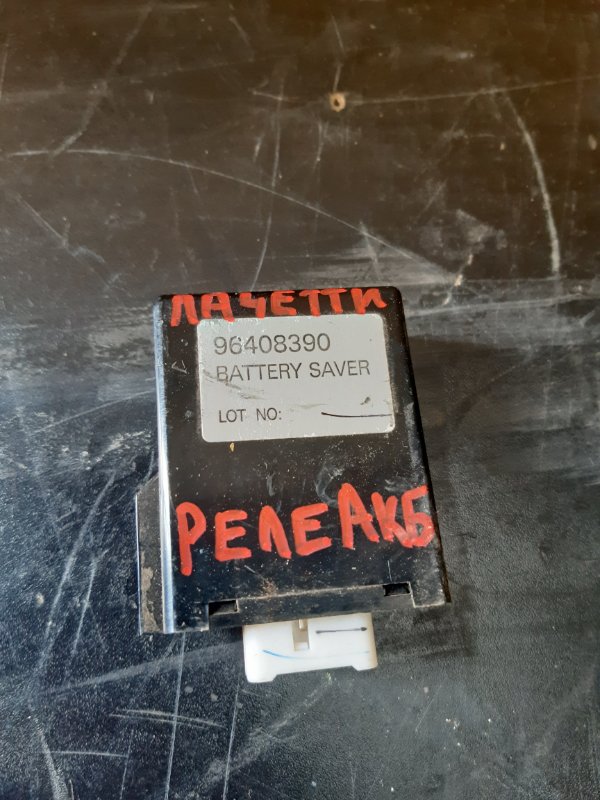 ЛАЧЕТТИ
96408390
BATTERY SAVER
LOT NO:
РЕЛЕ АКБ